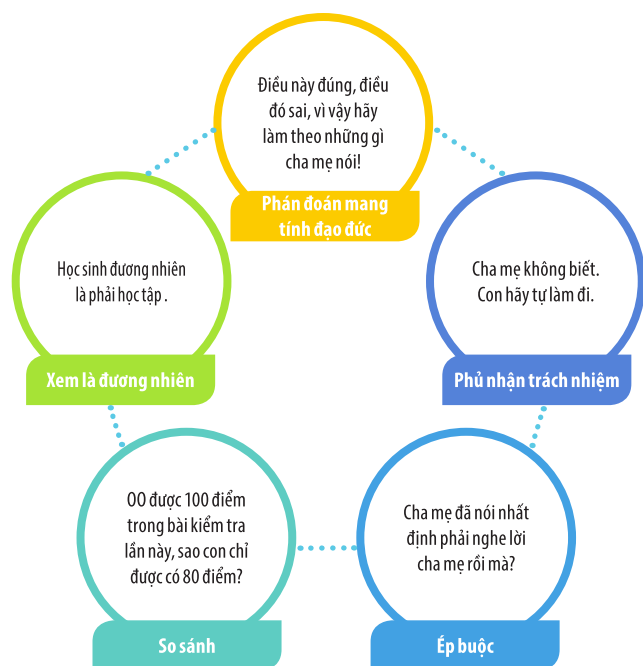 Điều này đúng, điều
đó sai, vì vậy hãy
làm theo những gì
cha mẹ nói!
Phán đoán mang
tính đạo đức
Học sinh đương nhiên
là phải học tập .
Xem là đương nhiên
Cha mẹ không biết.
Con hãy tự làm đi.
Phủ nhận trách nhiệm
OO được 100 điểm
trong bài kiểm tra
lần này, sao con chỉ
được có 80 điểm?
So sánh
Cha mẹ đã nói nhất
định phải nghe lời
cha mẹ rồi mà?
Ép buộc